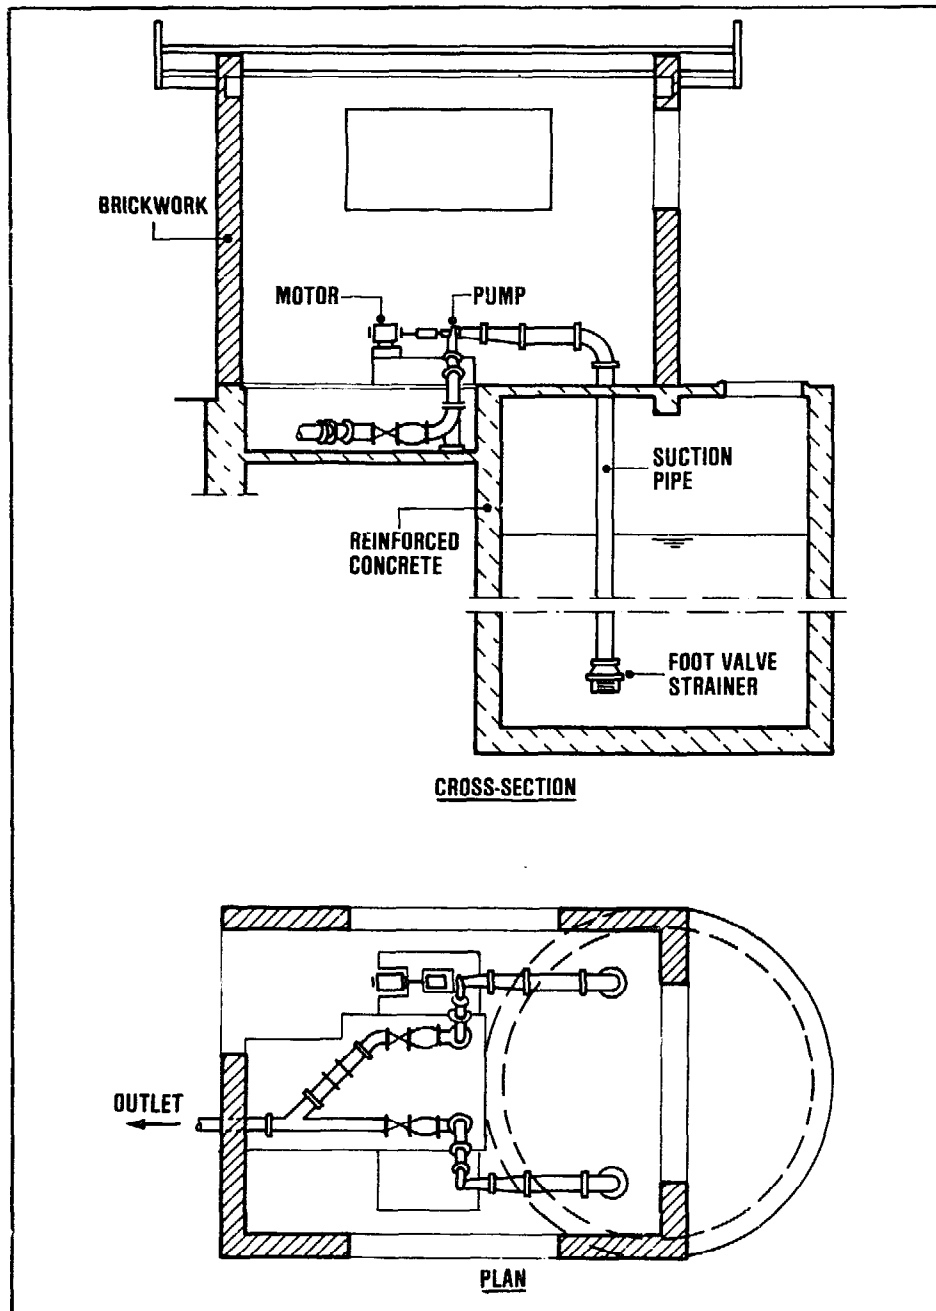 BRICKWORK
MOTOR
PUMP
SUCTION
PIPE
REINFORCED
CONCRETE
FOOT VALVE
STRAINER
CROSS-SECTION
OUTLET
PLAN